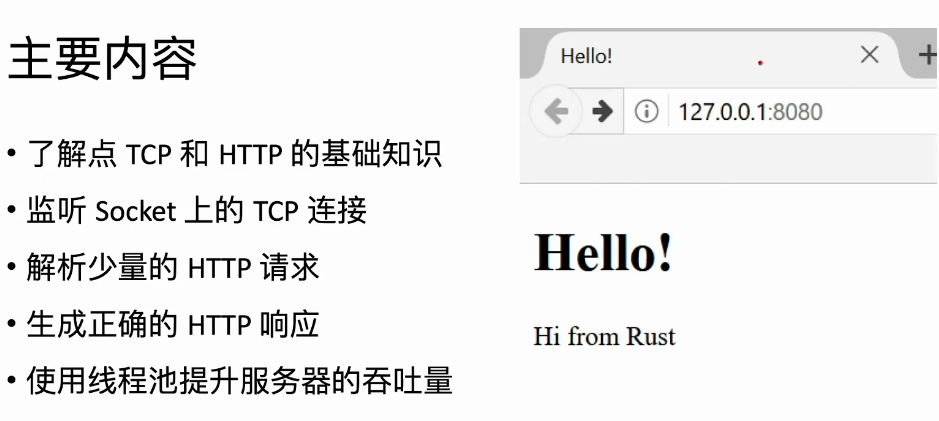 主要内容
• 了解点 TCP 和 HTTP 的基础知识
• 监听 Socket 上的 TCP 连接
• 解析少量的 HTTP 请求
• 生成正确的 HTTP 响应
• 使用线程池提升服务器的吞吐量
Hello!
127.0.0.1:8080
Hello!
Hi from Rust